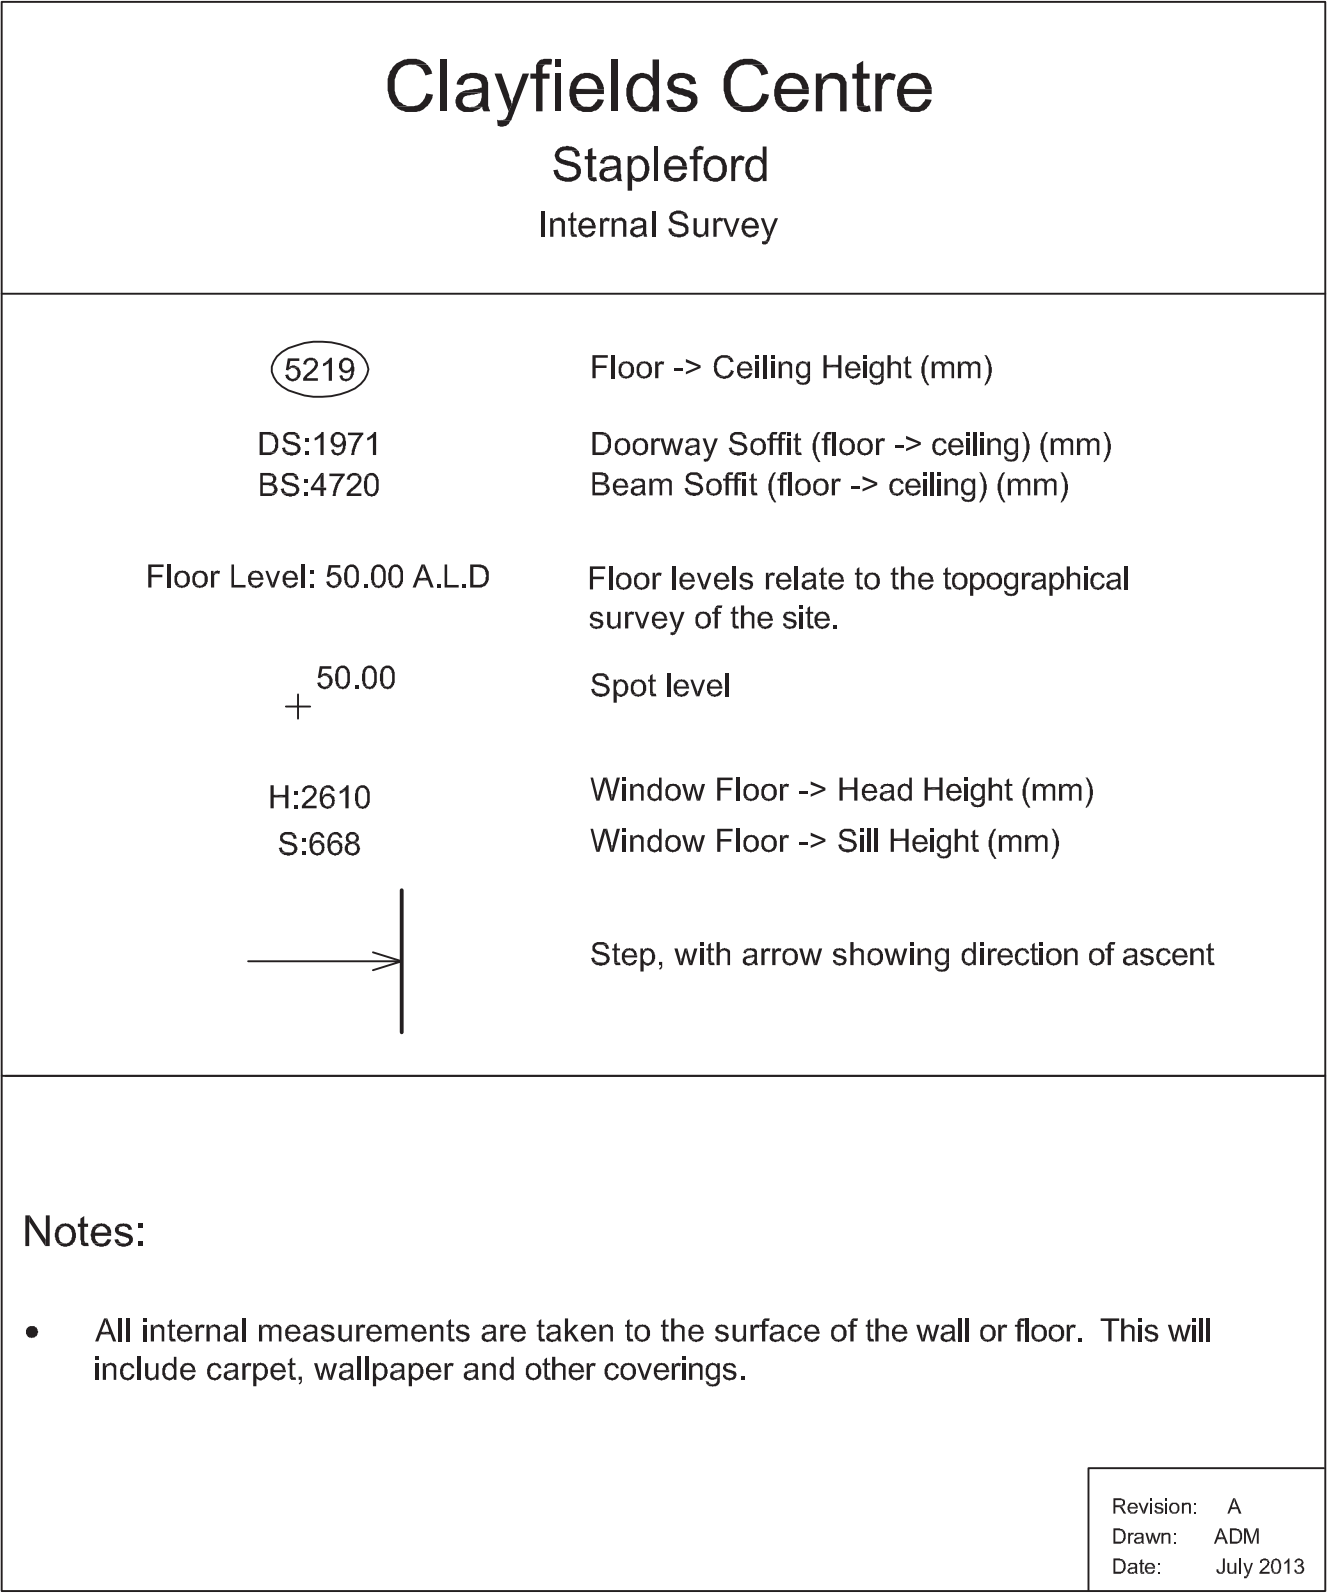 Clayfields Centre
Stapleford
Internal Survey
5219 Floor -> Ceiling Height (mm)
DS:1971 Doorway Soffit (floor -> ceiling) (mm)
BS:4720 Beam Soffit (floor -> ceiling) (mm)
Floor Level: 50.00 A.L.D Floor levels relate to the topographical
survey of the site.
50.00 Spot level
H:2610 Window Floor -> Head Height (mm)
S:668 Window Floor -> Sill Height (mm)
Step, with arrow showing direction of ascent
Notes:
• All internal measurements are taken to the surface of the wall or floor. This will
include carpet, wallpaper and other coverings.
Revision: A
Drawn: ADM
Date: July 2013